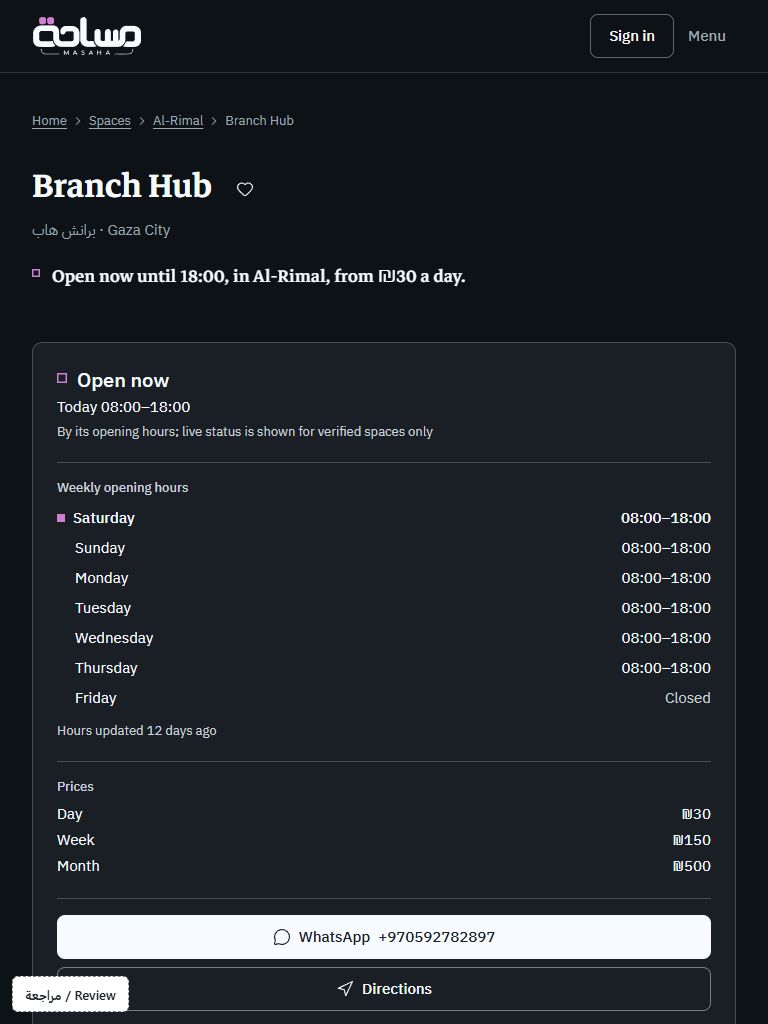 مساحة
MASAHA
Sign in
Menu
Home > Spaces > Al-Rimal > Branch Hub
Branch Hub
برانش هاب · Gaza City
Open now until 18:00, in Al-Rimal, from ₪30 a day.
Open now
Today 08:00–18:00
By its opening hours; live status is shown for verified spaces only
Weekly opening hours
Saturday 08:00–18:00
Sunday 08:00–18:00
Monday 08:00–18:00
Tuesday 08:00–18:00
Wednesday 08:00–18:00
Thursday 08:00–18:00
Friday Closed
Hours updated 12 days ago
Prices
Day ₪30
Week ₪150
Month ₪500
WhatsApp +970592782897
Directions
مراجعة / Review